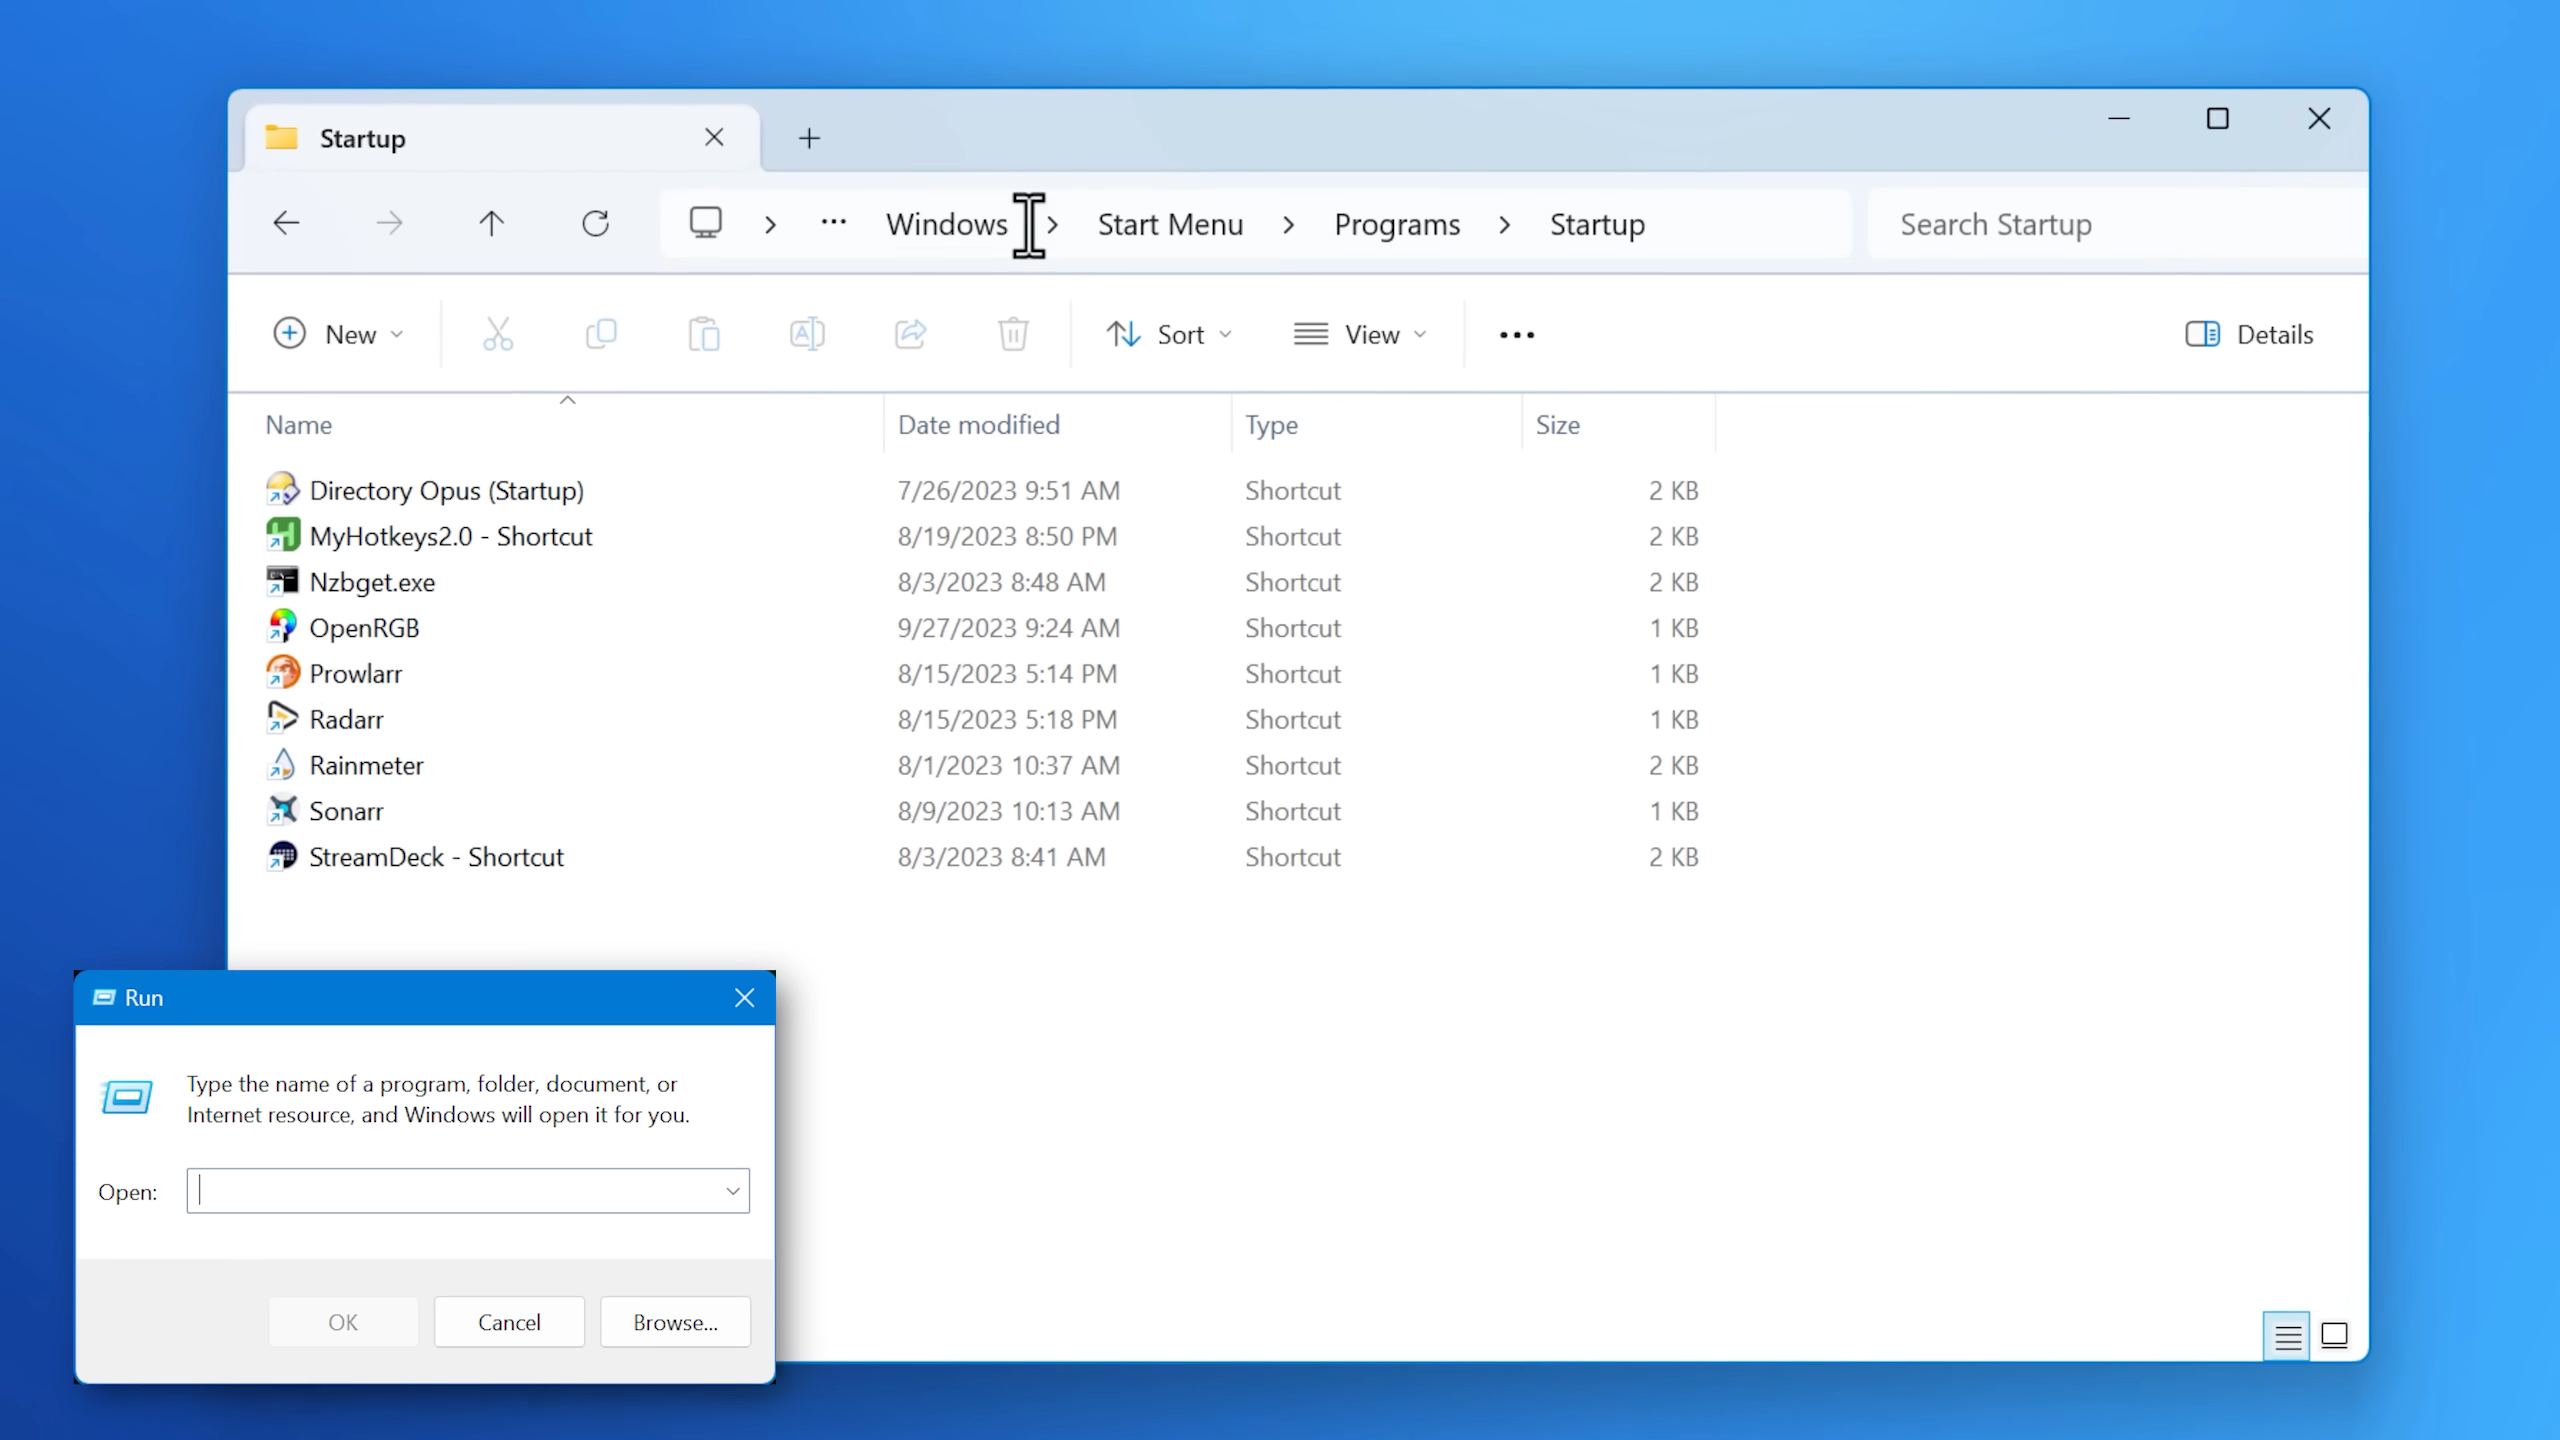 Startup
Windows > Start Menu > Programs > Startup
Search Startup
New
Sort
View
Details
Name Date modified Type Size
Directory Opus (Startup) 7/26/2023 9:51 AM Shortcut 2 KB
MyHotkeys2.0 - Shortcut 8/19/2023 8:50 PM Shortcut 2 KB
Nzbget.exe 8/3/2023 8:48 AM Shortcut 2 KB
OpenRGB 9/27/2023 9:24 AM Shortcut 1 KB
Prowlarr 8/15/2023 5:14 PM Shortcut 1 KB
Radarr 8/15/2023 5:18 PM Shortcut 1 KB
Rainmeter 8/1/2023 10:37 AM Shortcut 2 KB
Sonarr 8/9/2023 10:13 AM Shortcut 1 KB
StreamDeck - Shortcut 8/3/2023 8:41 AM Shortcut 2 KB
Run
Type the name of a program, folder, document, or
Internet resource, and Windows will open it for you.
Open:
OK Cancel Browse...